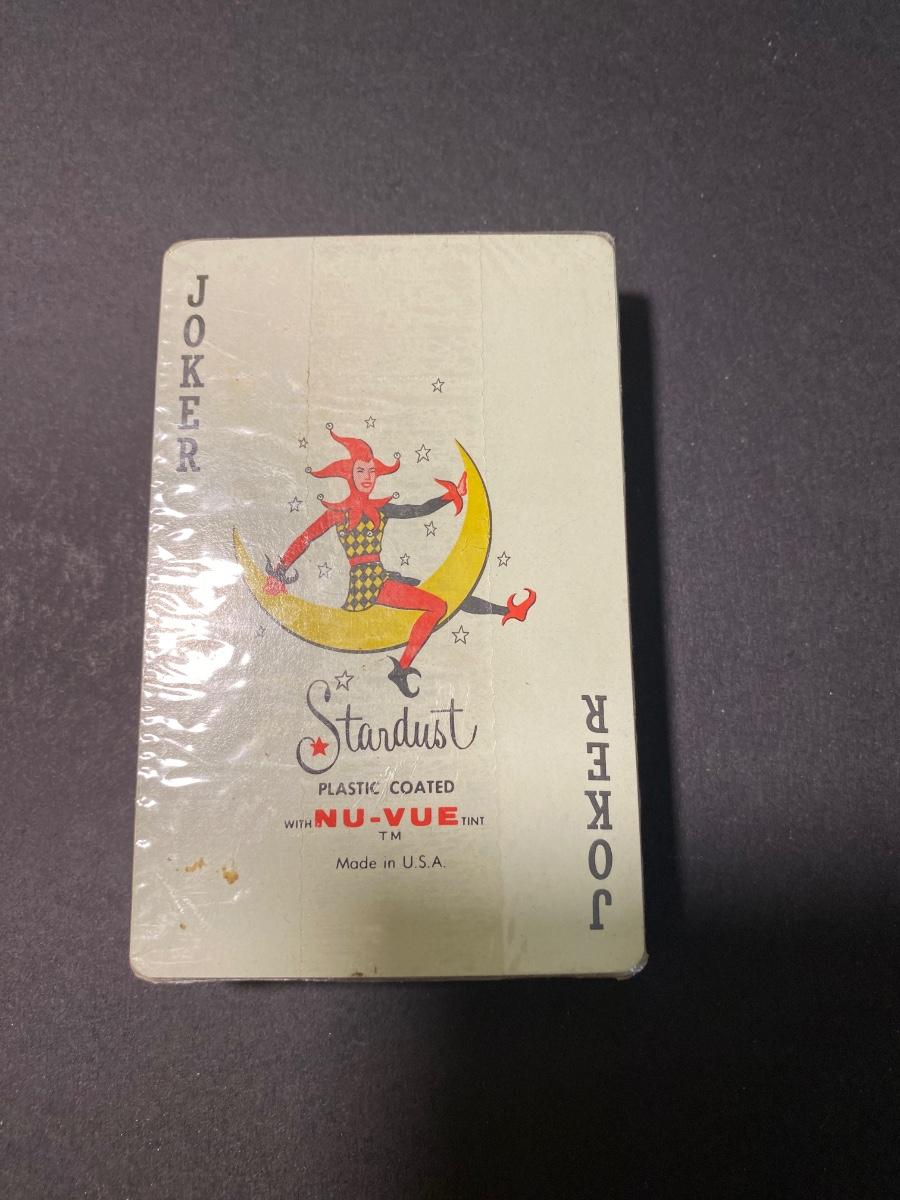 JOKER
Stardust
PLASTIC COATED
WITH NU-VUE TINT
TM
Made in U.S.A.
JOKER